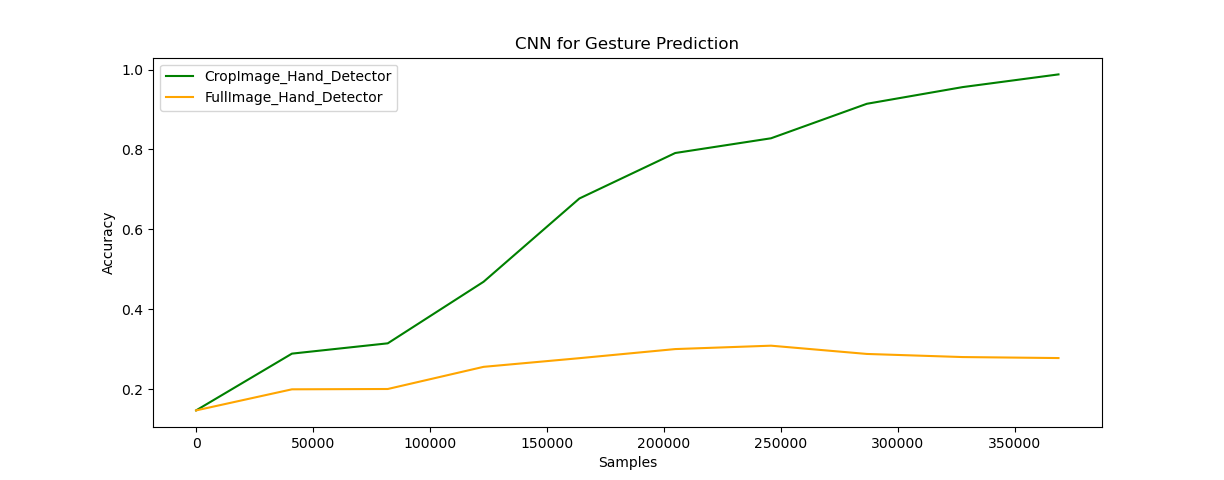 CNN for Gesture Prediction
CropImage_Hand_Detector
FullImage_Hand_Detector
1.0
0.8
0.6
0.4
0.2
Accuracy
0 50000 100000 150000 200000 250000 300000 350000
Samples